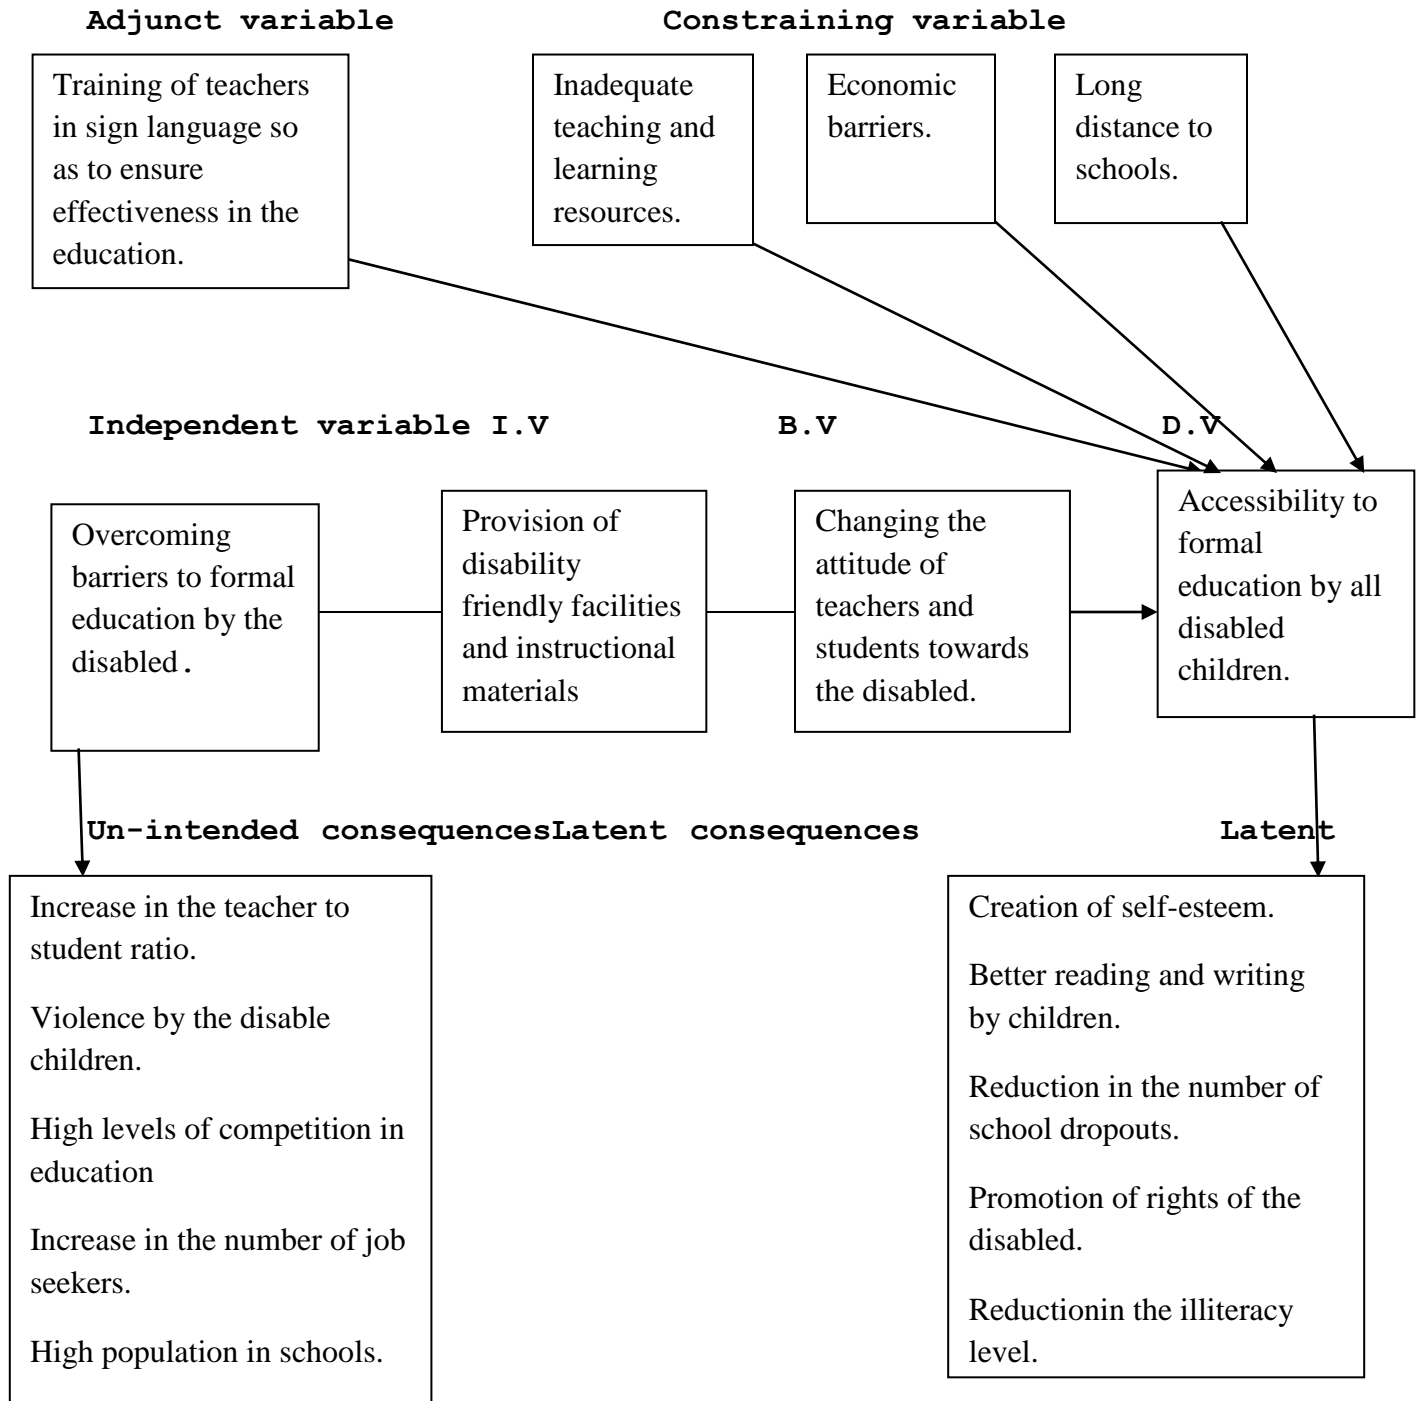 Adjunct variable
Constraining variable
Training of teachers
in sign language so
as to ensure
effectiveness in the
education.
Inadequate
teaching and
learning
resources.
Economic
barriers.
Long
distance to
schools.
Independent variable I.V
B.V
D.V
Overcoming
barriers to formal
education by the
disabled.
Provision of
disability
friendly facilities
and instructional
materials
Changing the
attitude of
teachers and
students towards
the disabled.
Accessibility to
formal
education by all
disabled
children.
Un-intended consequencesLatent consequences
Latent
Increase in the teacher to
student ratio.
Violence by the disable
children.
High levels of competition in
education
Increase in the number of job
seekers.
High population in schools.
Creation of self-esteem.
Better reading and writing
by children.
Reduction in the number of
school dropouts.
Promotion of rights of the
disabled.
Reductionin the illiteracy
level.